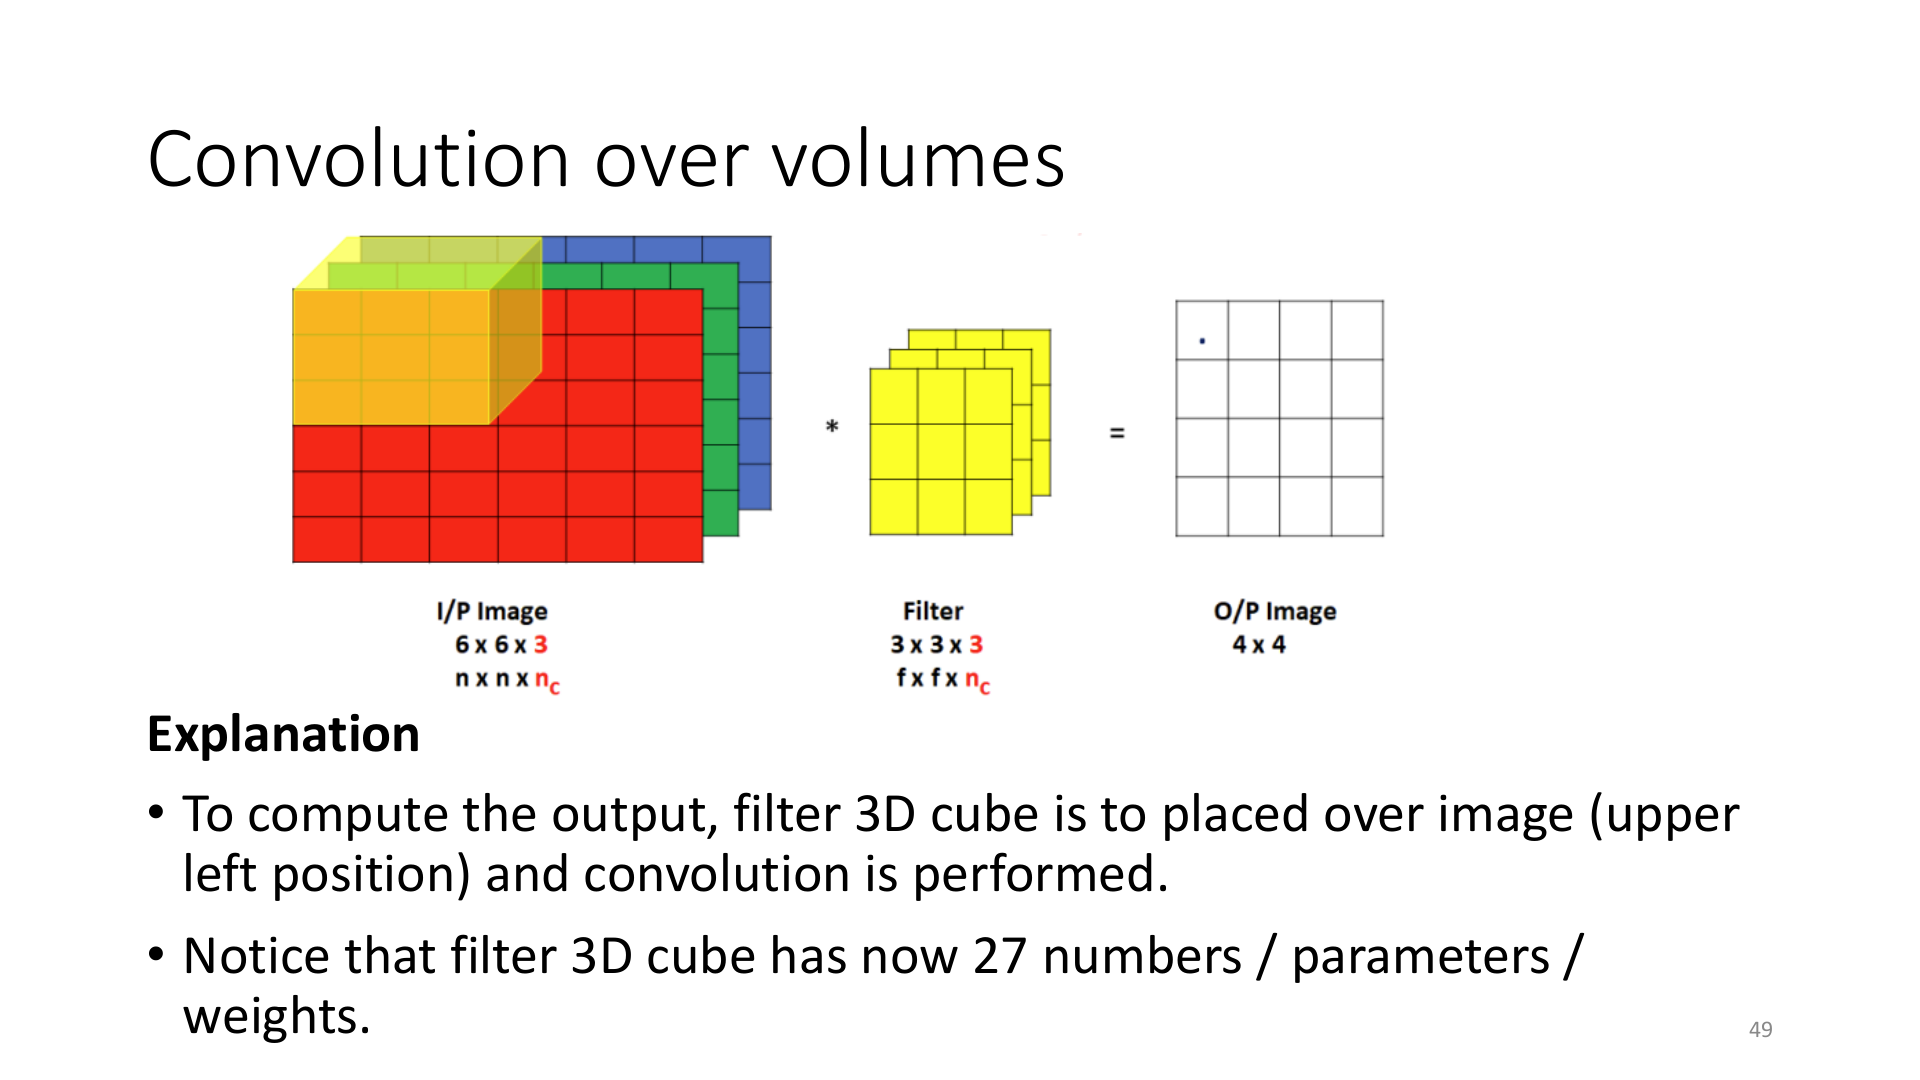 Convolution over volumes
*
=
I/P Image
6 x 6 x 3
n x n x nc
Filter
3 x 3 x 3
f x f x nc
O/P Image
4 x 4
Explanation
• To compute the output, filter 3D cube is to placed over image (upper
left position) and convolution is performed.
• Notice that filter 3D cube has now 27 numbers / parameters /
weights.
49